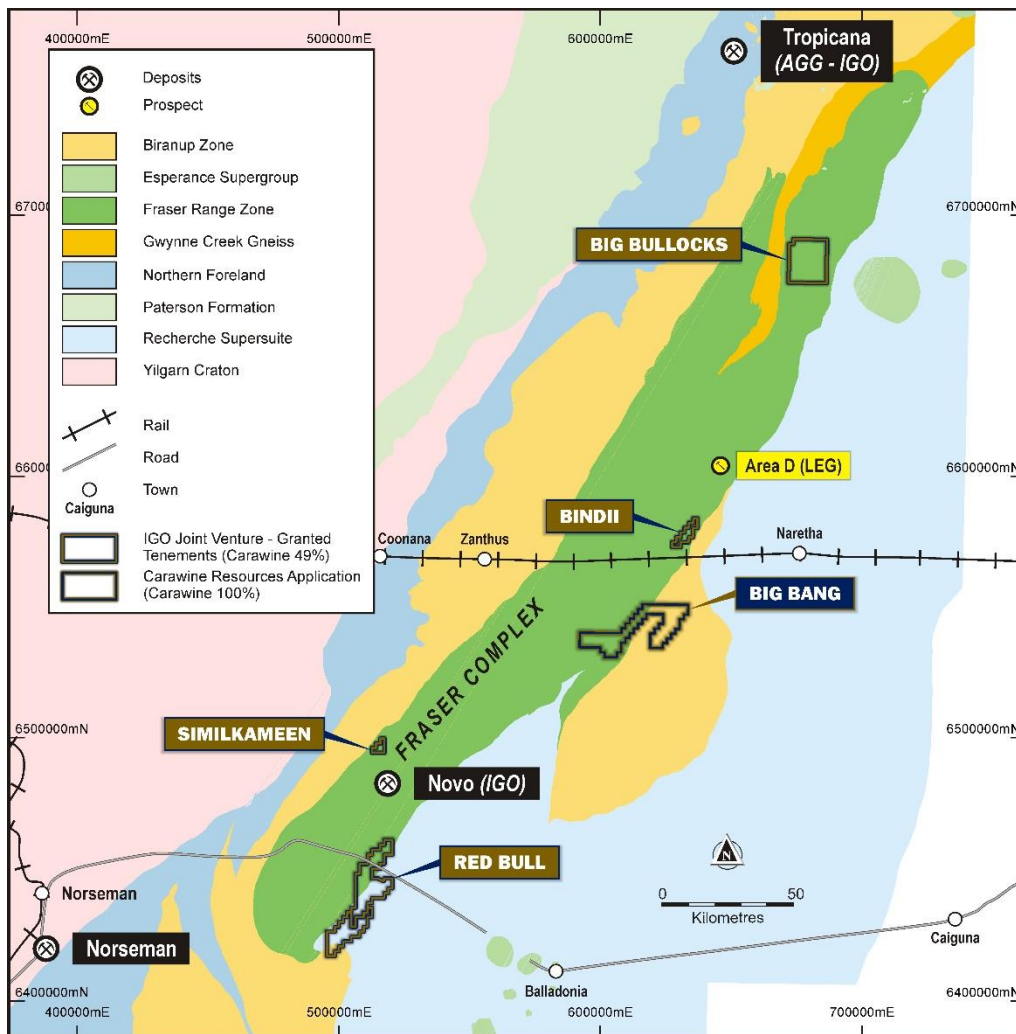 400000mE
500000mE
600000mE
Tropicana
(AGG - IGO)
Deposits
Prospect
Biranup Zone
Esperance Supergroup
Fraser Range Zone
Gwynne Creek Gneiss
Northern Foreland
Paterson Formation
Recherche Supersuite
Yilgarn Craton
Rail
Road
Town
Caiguna
IGO Joint Venture - Granted
Tenements (Carawine 49%)
Carawine Resources Application
(Carawine 100%)
6700000mN
6700000mN
BIG BULLOCKS
6600000mN
6600000mN
Area D (LEG)
BINDII
Coonana
Zanthus
Naretha
BIG BANG
FRASER COMPLEX
6500000mN
6500000mN
SIMILKAMEEN
Novo (IGO)
RED BULL
N
0
50
Kilometres
Norseman
Norseman
Caiguna
Balladonia
6400000mN
6400000mN
400000mE
500000mE
600000mE
700000mE